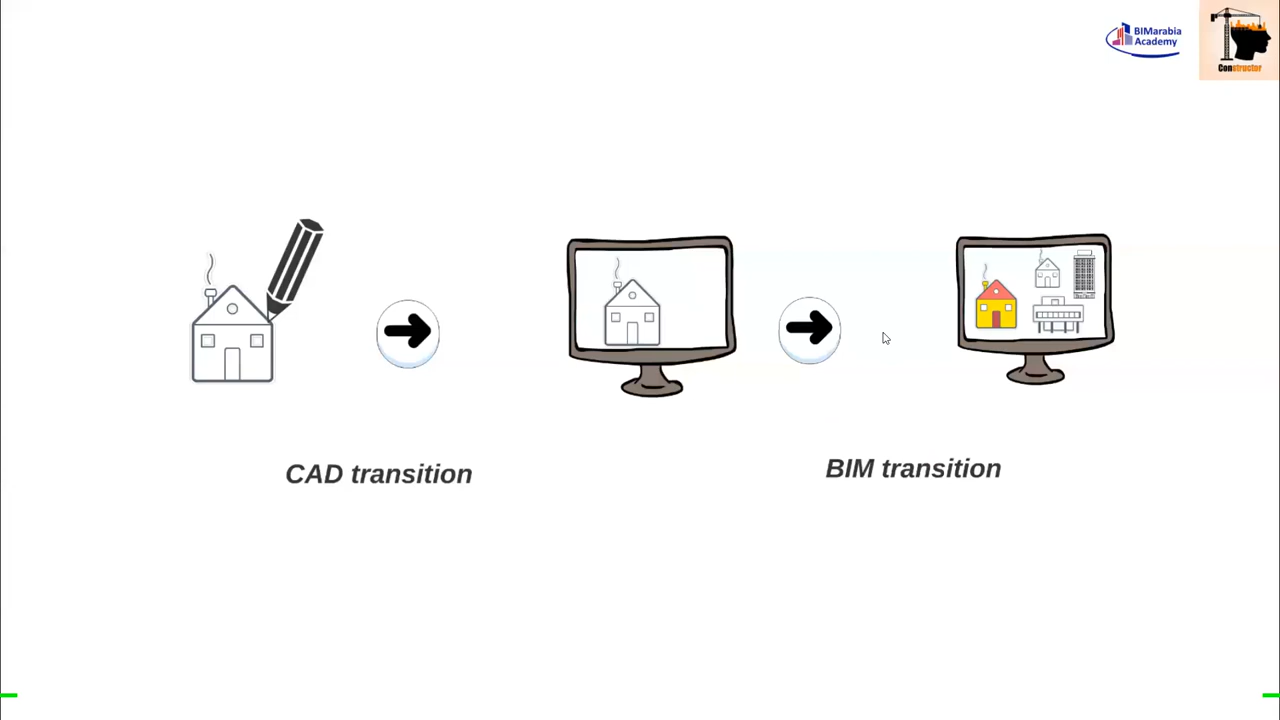 BIMarabia
Academy
Constructor
CAD transition
BIM transition